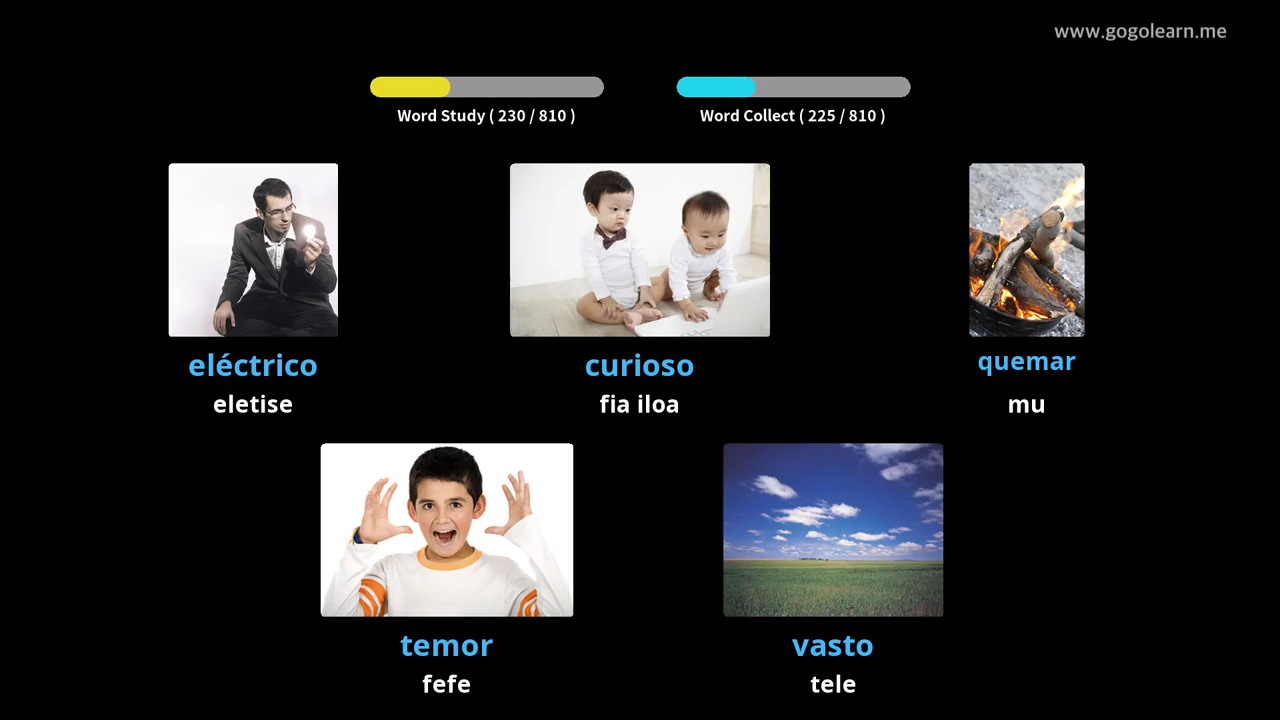 www.gogolearn.me
Word Study ( 230 / 810 )
Word Collect ( 225 / 810 )
eléctrico
eletise
curioso
fia iloa
quemar
mu
temor
fefe
vasto
tele